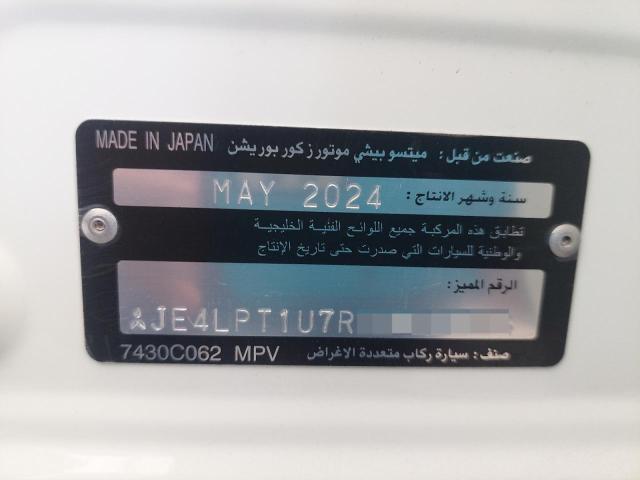 MADE IN JAPAN صنعت من قبل : ميتسو بيشي موتورز كور بوريشن
سنة وشهر الانتاج : MAY 2024
تطابق هذه المركبة جميع اللوائح الفنية الخليجية
والوطنية للسيارات التي صدرت حتى تاريخ الإنتاج
الرقم المميز :
JE4LPT1U7R
صنف : سيارة ركاب متعددة الاغراض 7430C062 MPV